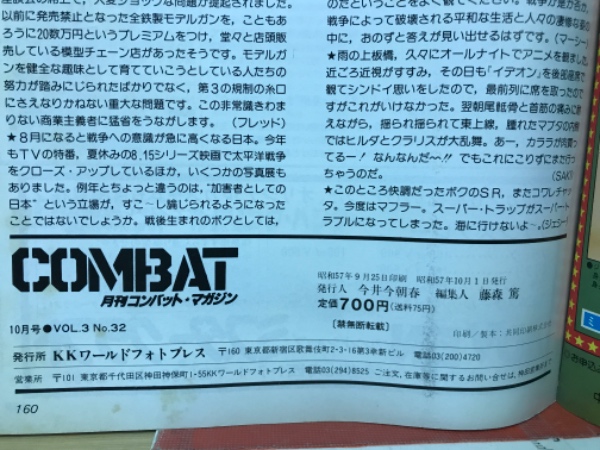 以前に発売禁止となった全鉄製モデルガンを、こともあ
ろうに20数万というプレミアムをつけ、堂々と店頭販
売している模型チェーン店があったそうです。モデルガ
ンを健全な趣味として育てていこうとしている人たちの
努力が踏みにじられたばかりでなく、第3の規制の糸口
にさえなりかねない重大な問題です。この非常識きわま
りない商業主義者に猛省をうながします。 (フレッド)
★8月になると戦争への意識が急に高くなる日本。今年
もTVの特番，夏休みの8.15シリーズ映画で太平洋戦争
をクローズ・アップしているほか，いくつかの写真展も
ありました。例年とちょっと違うのは，"加害者としての
日本"という立場が，すこ〜し論じられるようになった
ことではないでしょうか。戦後生まれのボクとしては，
戦争によって破壊される平和な生活と人々の
中に，おのずと答えが見い出せるはずです。(マーシー)
★雨の上板橋，久々にオールナイトでアニメを観ました。
近ごろ近視がすすみ，その日も「イデオン」を後部座席で
観てシンドイ思いをしたので，最前列に席を取ったので
すがこれがいけなかった。翌朝尾骶骨と首筋の痛みに
えながら，揺られ揺られて東上線，腫れたマブタの内側
ではヒルダとクラリスが大乱舞。あー，カララが
てるー! なんなんだ〜!! でもこれにこりずにまた行っ
ちゃうのだ。 (SAKI)
★このところ快調だったボクのSR，またコワレチャッ
タ。今度はマフラー。スーパー・トラップがスーパート
ラブルになってしまった。海に行けないよ〜。(ジェシー)
COMBAT
月刊コンバット・マガジン
10月号●VOL.3 No.32
昭和57年9月25日印刷 昭和57年10月1日発行
発行人 今井今朝春 編集人 藤森 篤
定価700円(送料75円)
[禁無断転載]
印刷/製本：共同印刷株式会社
発行所 KKワールドフォトプレス 〒160 東京都新宿区歌舞伎町2-3-16第3幸新ビル 電話03(200)4720
営業所 〒101 東京都千代田区神田神保町1-55KKワールドフォトプレス 電話03(294)8525 ご注文，在庫等に関するお問い合せは，神田営業所まで
160